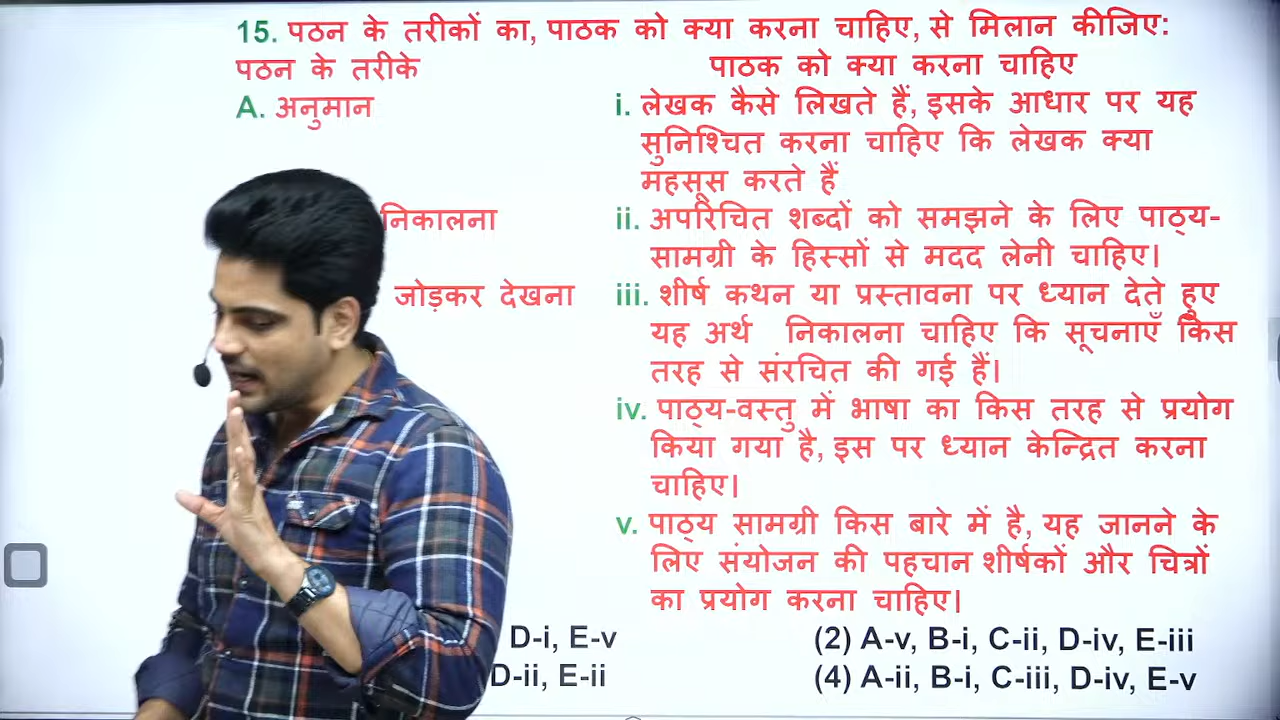 15. पठन के तरीकों का, पाठक को क्या करना चाहिए, से मिलान कीजिए:
पठन के तरीके पाठक को क्या करना चाहिए
A. अनुमान
i. लेखक कैसे लिखते हैं, इसके आधार पर यह
सुनिश्चित करना चाहिए कि लेखक क्या
महसूस करते हैं
निकालना
ii. अपरिचित शब्दों को समझने के लिए पाठ्य-
सामग्री के हिस्सों से मदद लेनी चाहिए।
जोड़कर देखना
iii. शीर्ष कथन या प्रस्तावना पर ध्यान देते हुए
यह अर्थ निकालना चाहिए कि सूचनाएँ किस
तरह से संरचित की गई हैं।
iv. पाठ्य-वस्तु में भाषा का किस तरह से प्रयोग
किया गया है, इस पर ध्यान केन्द्रित करना
चाहिए।
v. पाठ्य सामग्री किस बारे में है, यह जानने के
लिए संयोजन की पहचान शीर्षकों और चित्रों
का प्रयोग करना चाहिए।
D-i, E-v (2) A-v, B-i, C-ii, D-iv, E-iii
D-ii, E-ii (4) A-ii, B-i, C-iii, D-iv, E-v